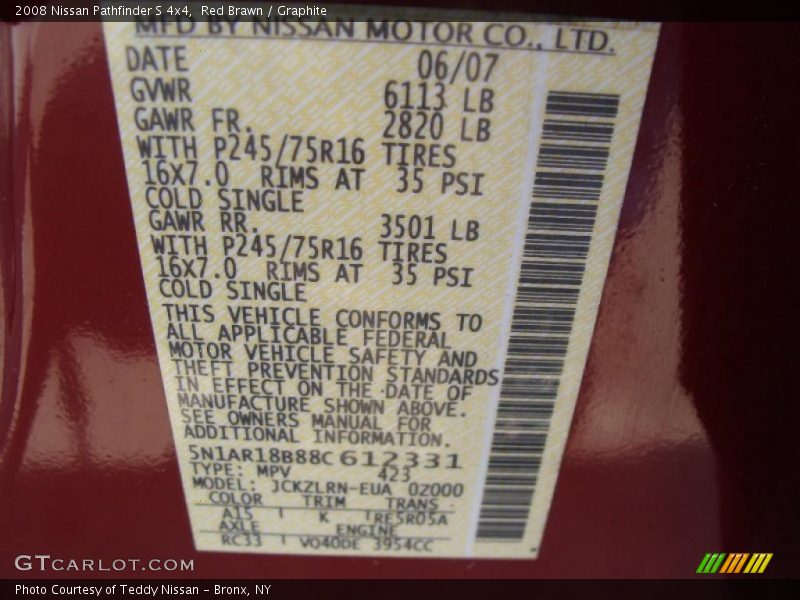 2008 Nissan Pathfinder S 4x4, Red Brawn / Graphite
MFD BY NISSAN MOTOR CO., LTD.
DATE 06/07
GVWR 6113 LB
GAWR FR. 2820 LB
WITH P245/75R16 TIRES
16x7.0 RIMS AT 35 PSI
COLD SINGLE
GAWR RR. 3501 LB
WITH P245/75R16 TIRES
16x7.0 RIMS AT 35 PSI
COLD SINGLE
THIS VEHICLE CONFORMS TO
ALL APPLICABLE FEDERAL
MOTOR VEHICLE SAFETY AND
THEFT PREVENTION STANDARDS
IN EFFECT ON THE DATE OF
MANUFACTURE SHOWN ABOVE.
SEE OWNERS MANUAL FOR
ADDITIONAL INFORMATION.
5N1AR18B88C612331
TYPE: MPV 423
MODEL: JCKZLRN-EUA 0Z000
COLOR TRIM TRANS
A15 K RE5R05A
AXLE ENGINE
RC33 VQ40DE 3954CC
GTCARLOT.COM
Photo Courtesy of Teddy Nissan - Bronx, NY